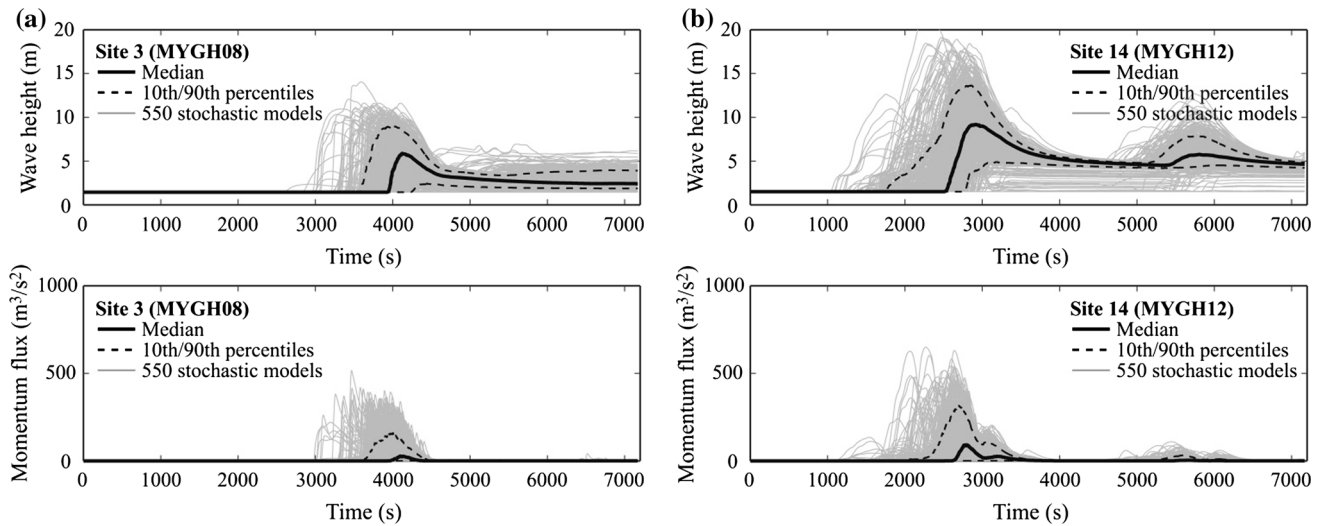 (a)
Wave height (m)
20
15
10
5
0
Site 3 (MYGH08)
Median
10th/90th percentiles
550 stochastic models
0 1000 2000 3000 4000 5000 6000 7000
Time (s)
(b)
Wave height (m)
20
15
10
5
0
Site 14 (MYGH12)
Median
10th/90th percentiles
550 stochastic models
0 1000 2000 3000 4000 5000 6000 7000
Time (s)
Momentum flux (m³/s²)
1000
500
0
Site 3 (MYGH08)
Median
10th/90th percentiles
550 stochastic models
0 1000 2000 3000 4000 5000 6000 7000
Time (s)
Momentum flux (m³/s²)
1000
500
0
Site 14 (MYGH12)
Median
10th/90th percentiles
550 stochastic models
0 1000 2000 3000 4000 5000 6000 7000
Time (s)